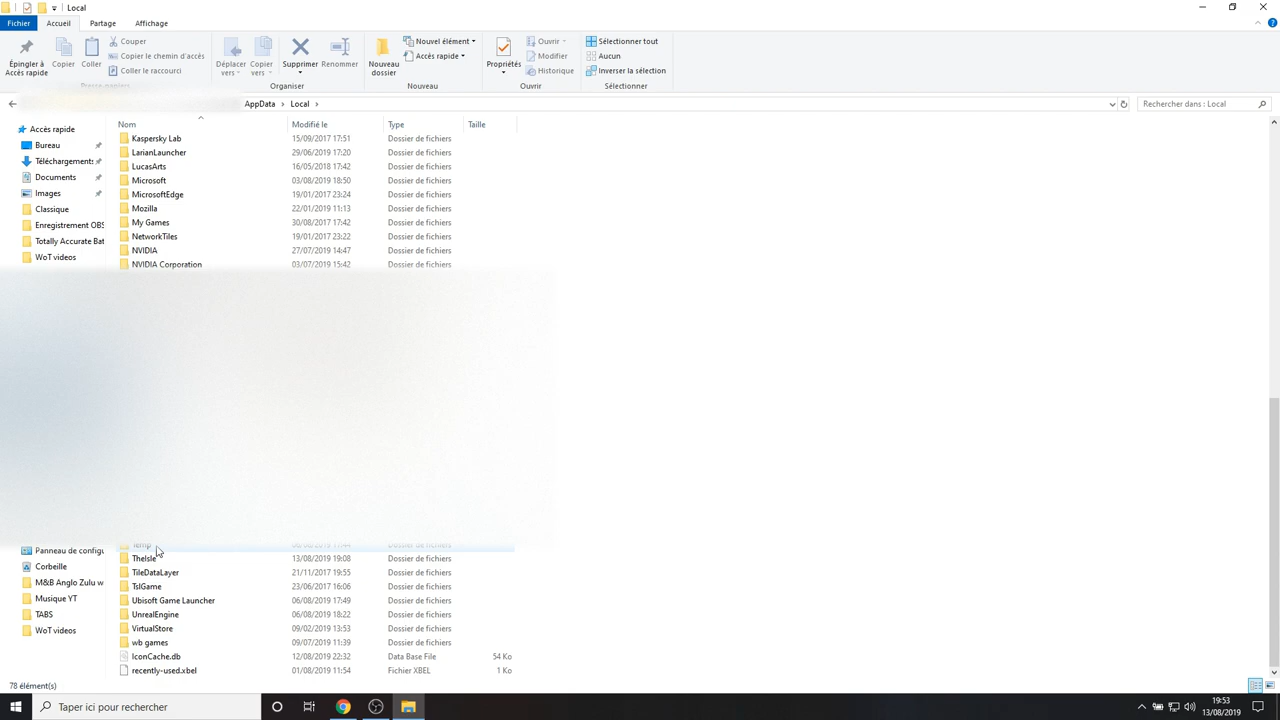 Local
Fichier Accueil Partage Affichage
Épingler à Accès rapide
Copier
Coller
Couper
Copier le chemin d'accès
Coller le raccourci
Déplacer vers
Copier vers
Supprimer
Renommer
Nouveau dossier
Nouvel élément
Accès rapide
Propriétés
Ouvrir
Modifier
Historique
Sélectionner tout
Aucun
Inverser la sélection
Presse-papiers Organiser Nouveau Ouvrir Sélectionner
AppData > Local > Rechercher dans : Local
Nom Modifié le Type Taille
Accès rapide
Bureau
Téléchargements
Documents
Images
Classique
Enregistrement OBS
Totally Accurate Bat
WoT videos
Kaspersky Lab 15/09/2017 17:51 Dossier de fichiers
LarianLauncher 29/06/2019 17:20 Dossier de fichiers
LucasArts 16/05/2018 17:42 Dossier de fichiers
Microsoft 03/08/2019 18:50 Dossier de fichiers
MicrosoftEdge 19/01/2017 23:24 Dossier de fichiers
Mozilla 22/01/2019 11:13 Dossier de fichiers
My Games 30/08/2017 17:42 Dossier de fichiers
NetworkTiles 19/01/2017 23:22 Dossier de fichiers
NVIDIA 27/07/2019 14:47 Dossier de fichiers
NVIDIA Corporation 03/07/2019 15:42 Dossier de fichiers
Panneau de configu
Corbeille
M&B Anglo Zulu w
Musique YT
TABS
WoT videos
Temp Dossier de fichiers
TheIsle 13/08/2019 19:08 Dossier de fichiers
TileDataLayer 21/11/2017 19:55 Dossier de fichiers
TslGame 23/06/2017 16:06 Dossier de fichiers
Ubisoft Game Launcher 06/08/2019 17:49 Dossier de fichiers
UnrealEngine 06/08/2019 18:22 Dossier de fichiers
VirtualStore 09/02/2019 13:53 Dossier de fichiers
wb games 09/07/2019 11:39 Dossier de fichiers
IconCache.db 12/08/2019 22:32 Data Base File 54 Ko
recently-used.xbel 01/08/2019 11:54 Fichier XBEL 1 Ko
78 élément(s)
Taper ici pour rechercher
19:53
13/08/2019